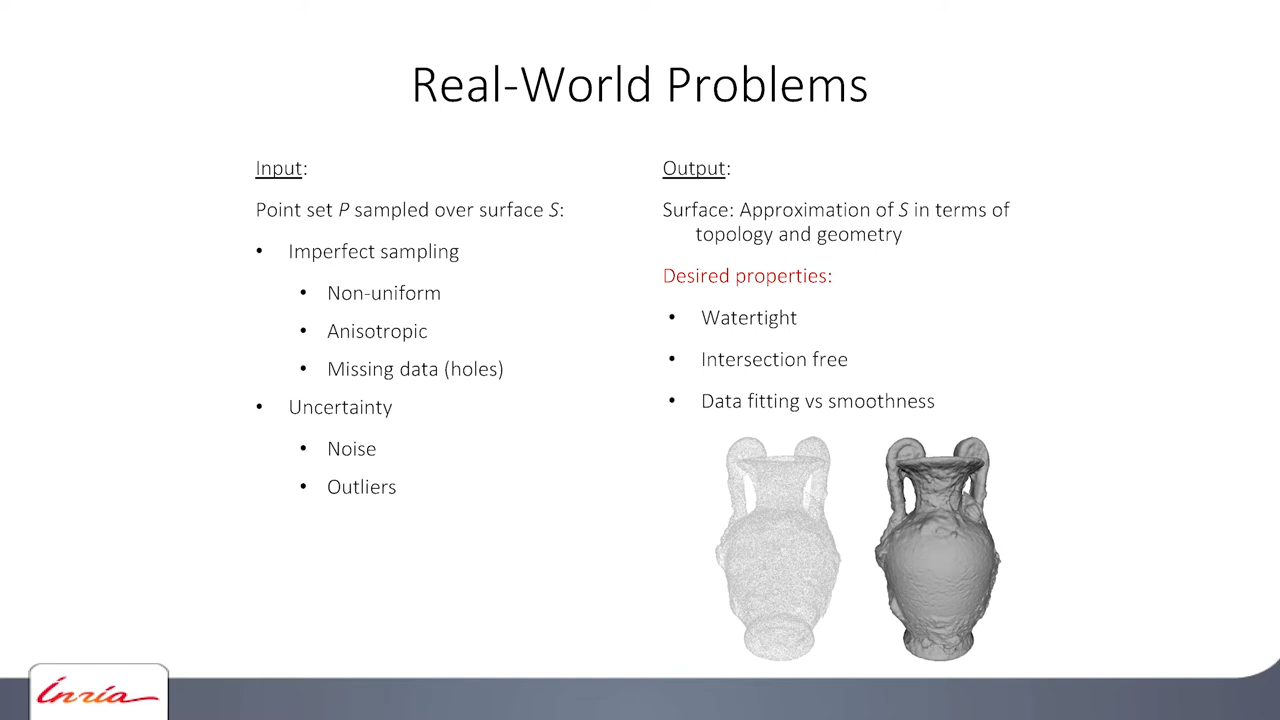 Real-World Problems
Input:
Point set P sampled over surface S:
• Imperfect sampling
• Non-uniform
• Anisotropic
• Missing data (holes)
• Uncertainty
• Noise
• Outliers
Output:
Surface: Approximation of S in terms of
topology and geometry
Desired properties:
• Watertight
• Intersection free
• Data fitting vs smoothness
Inria